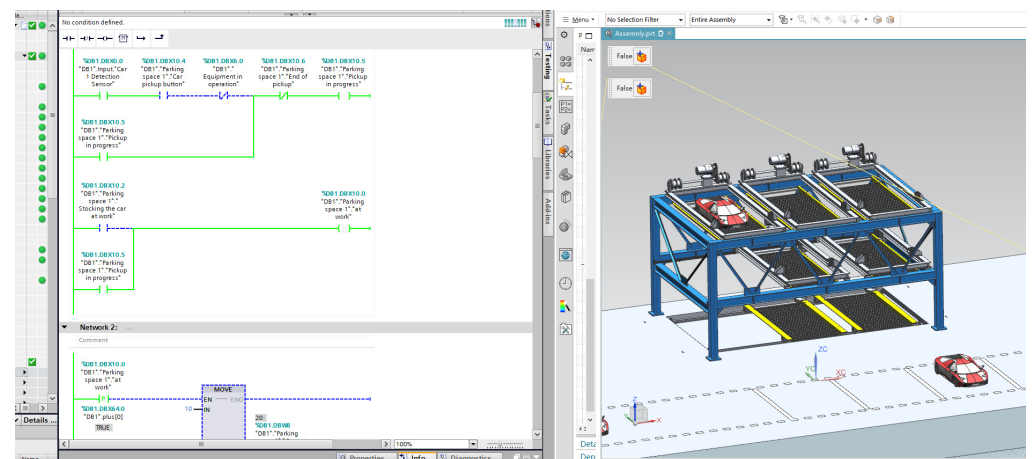 No condition defined.
%DB1.DBX0.0
"DB1".Input."Car
1 Detection
Sensor"
%DB1.DBX10.4
"DB1"."Parking
space 1"."Car
pickup button"
%DB1.DBX6.0
"DB1"."
Equipment in
operation"
%DB1.DBX10.6
"DB1"."Parking
space 1"."End of
pickup"
%DB1.DBX10.5
"DB1"."Parking
space 1"."Pickup
in progress"
%DB1.DBX10.5
"DB1"."Parking
space 1"."Pickup
in progress"
%DB1.DBX10.2
"DB1"."Parking
space 1"."
Stocking the car
at work"
%DB1.DBX10.0
"DB1"."Parking
space 1"."at
work"
%DB1.DBX10.5
"DB1"."Parking
space 1"."Pickup
in progress"
Network 2:
Comment
%DB1.DBX10.0
"DB1"."Parking
space 1"."at
work"
P
%DB1.DBX64.0
"DB1".plus[0]
TRUE
MOVE
EN
ENO
10
IN
20
%DB1.DBW8
"DB1"."Parking
100%
Details ...
Name
Properties
Info
Diagnostics
Testing
Tasks
Libraries
Add-ins
Menu
No Selection Filter
Entire Assembly
Assemnly.prt
P
Nam
P1=
P2=
False
False
ZC
YC
XC
Z
Y
X
Deta
Den